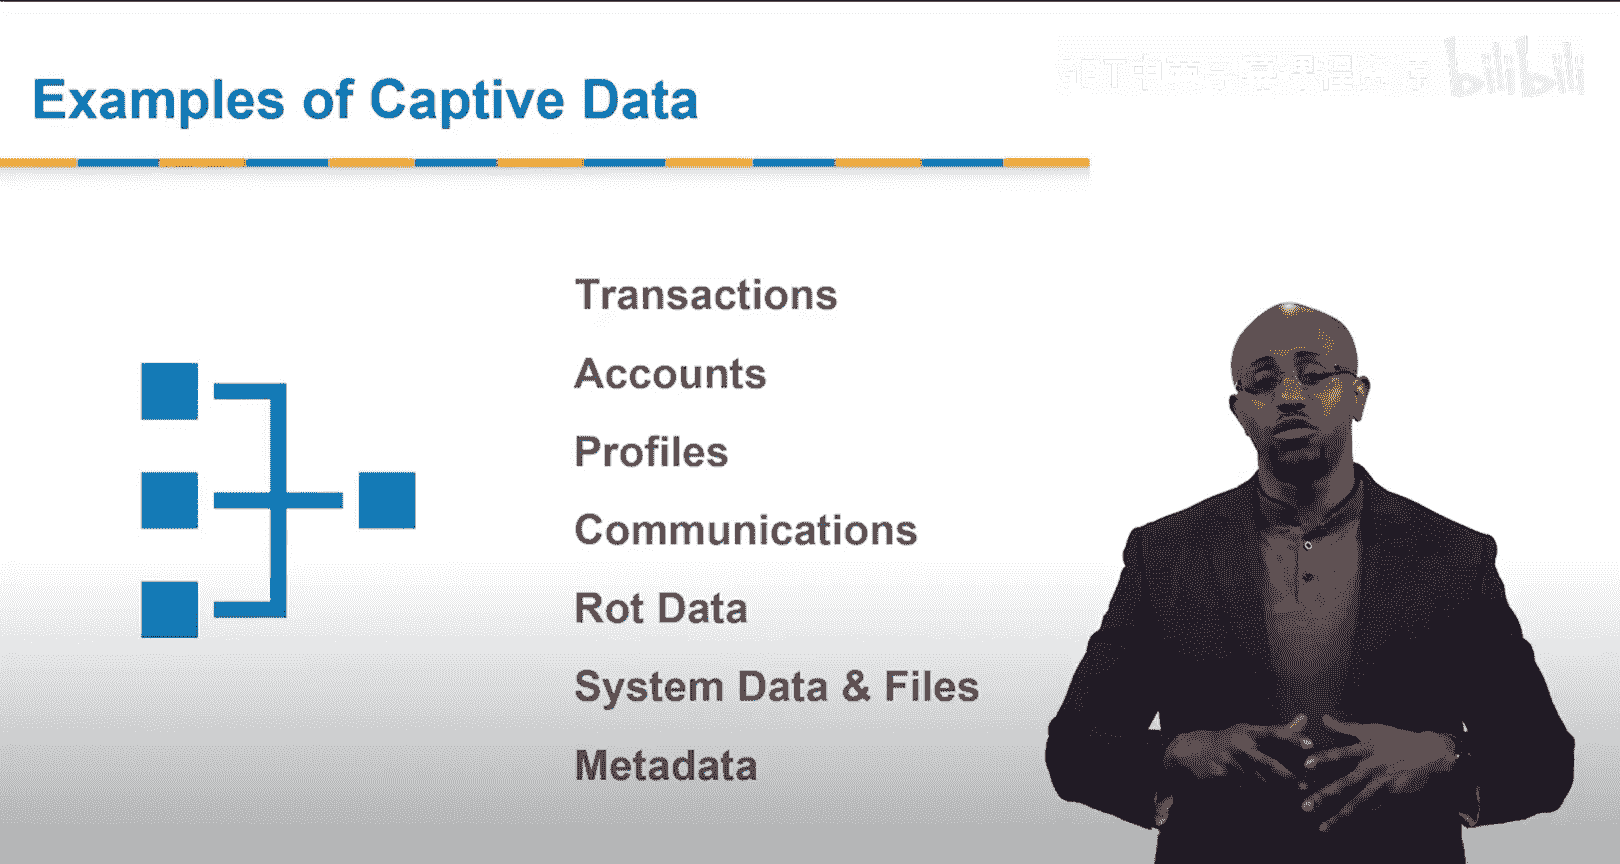 Examples of Captive Data
bilibili
Transactions
Accounts
Profiles
Communications
Rot Data
System Data & Files
Metadata